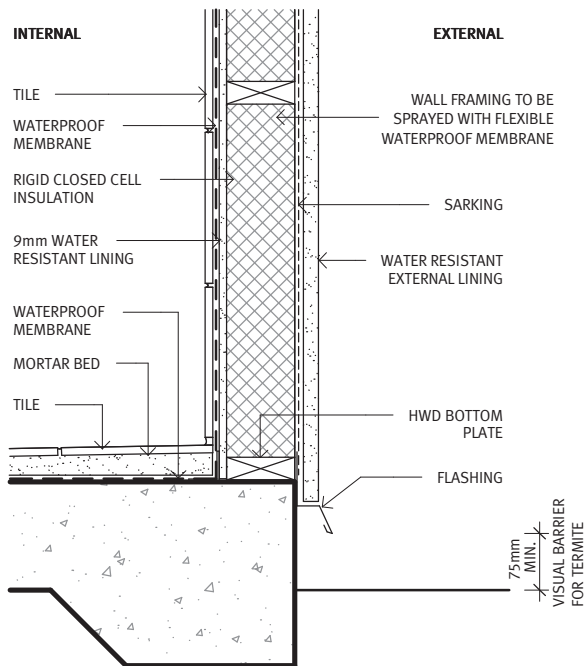 INTERNAL
EXTERNAL
TILE
WATERPROOF
MEMBRANE
RIGID CLOSED CELL
INSULATION
9mm WATER
RESISTANT LINING
WATERPROOF
MEMBRANE
MORTAR BED
TILE
WALL FRAMING TO BE
SPRAYED WITH FLEXIBLE
WATERPROOF MEMBRANE
SARKING
WATER RESISTANT
EXTERNAL LINING
HWD BOTTOM
PLATE
FLASHING
75mm
MIN.
VISUAL BARRIER
FOR TERMITE